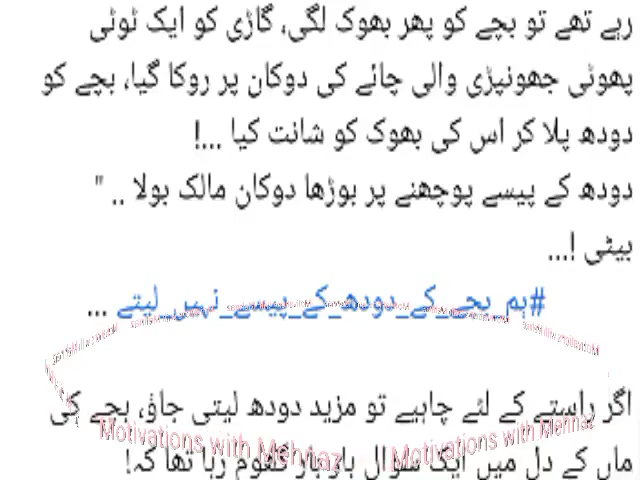 رہے تھے تو بچے کو پھر بھوک لگی، گاڑی کو ایک ٹوٹی
پھوٹی جھونپڑی والی چائے کی دوکان پر روکا گیا، بچے کو
دودھ پلا کر اس کی بھوک کو شانت کیا ...!
دودھ کے پیسے پوچھنے پر بوڑھا دوکان مالک بولا .. "
بیٹی !...
#ہم_بچے_کے_دودھ_کے_پیسے_نہیں_لیتے ...
اگر راستے کے لئے چاہیے تو مزید دودھ لیتی جاؤ، بچے کی
ماں کے دل میں ایک سوال بار بار گھوم رہا تھا کہ!
Motivations with Mehnaz
Motivations with Mehnaz